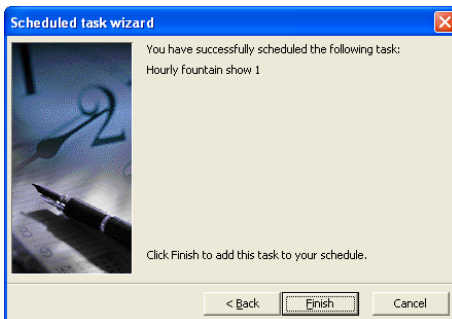 Scheduled task wizard
You have successfully scheduled the following task:
Hourly fountain show 1
2
Click Finish to add this task to your schedule.
< Back
Finish
Cancel